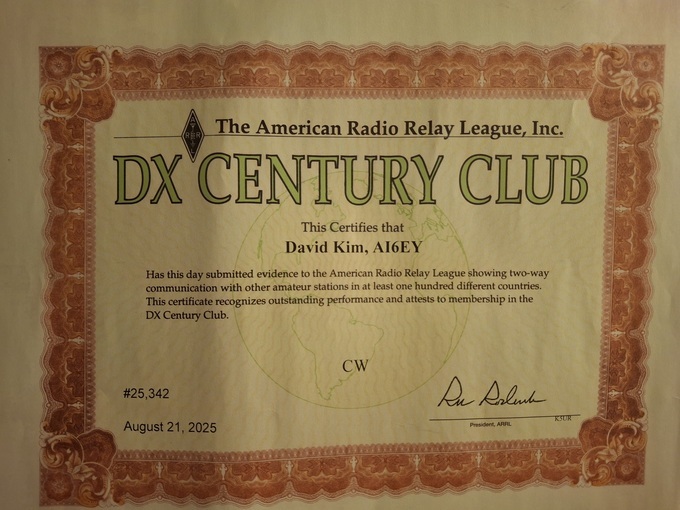 The American Radio Relay League, Inc.
DX CENTURY CLUB
This Certifies that
David Kim, AI6EY
Has this day submitted evidence to the American Radio Relay League showing two-way
communication with other amateur stations in at least one hundred different countries.
This certificate recognizes outstanding performance and attests to membership in the
DX Century Club.
CW
#25,342
August 21, 2025
K5UR
President, ARRL